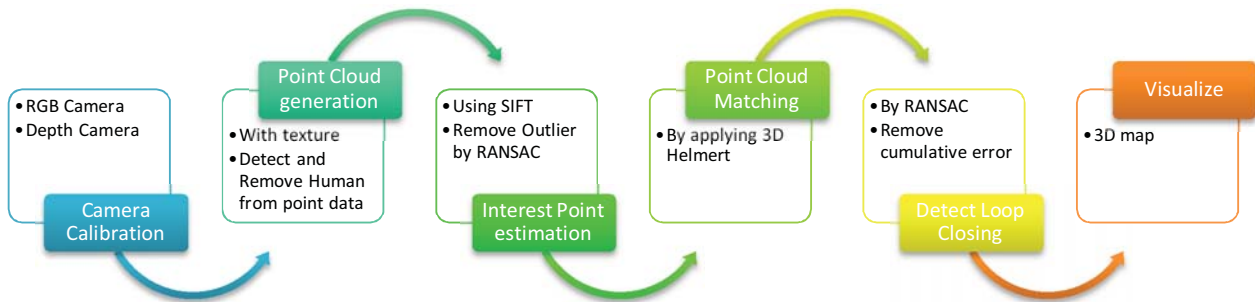 • RGB Camera
• Depth Camera
Camera
Calibration
Point Cloud
generation
• With texture
• Detect and
Remove Human
from point data
• Using SIFT
• Remove Outlier
by RANSAC
Interest Point
estimation
Point Cloud
Matching
• By applying 3D
Helmert
• By RANSAC
• Remove
cumulative error
Detect Loop
Closing
Visualize
• 3D map